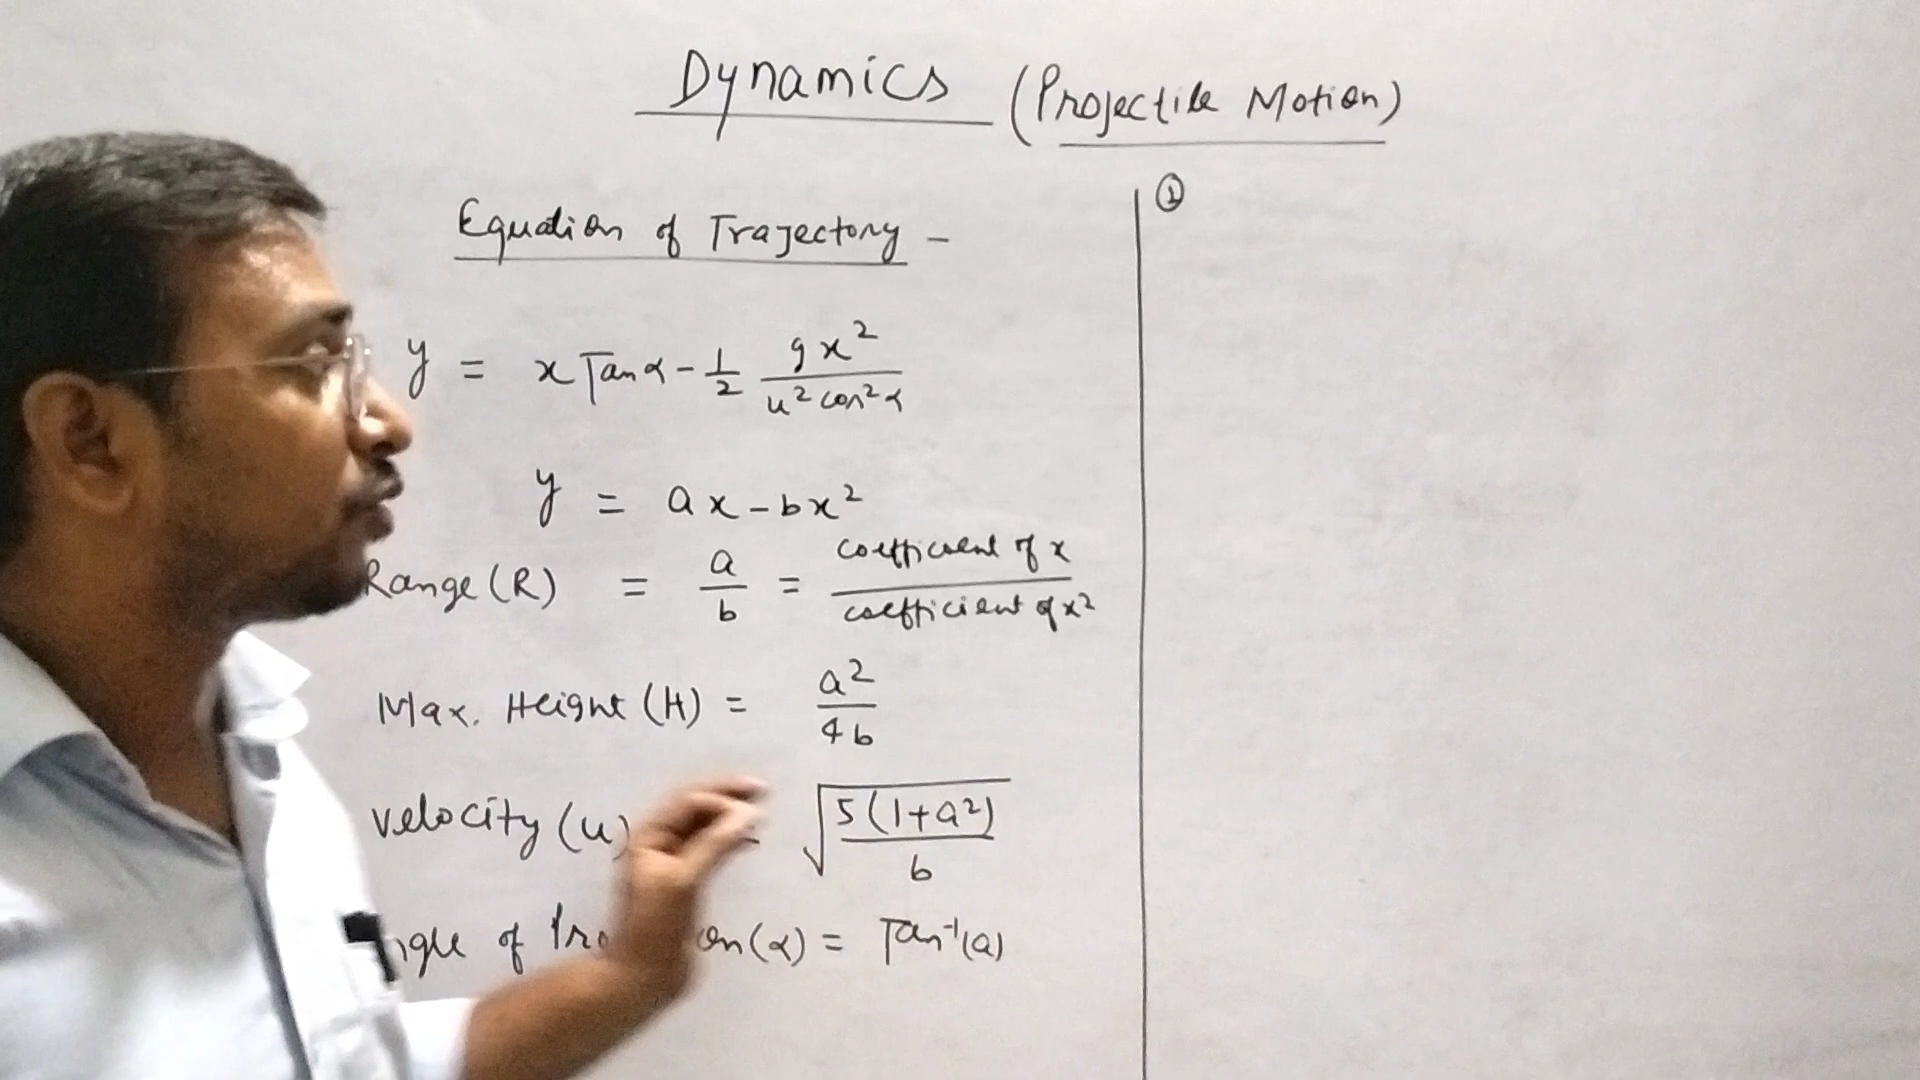 Dynamics (Projectile Motion)
Equation of Trajectory -
y = x Tan α - 1/2 gx²/u² cos² α
y = ax - bx²
Range (R) = a/b = coefficient of x/coefficient of x²
Max. Height (H) = a²/4b
velocity (u) = √5(1+a²)/b
of (α) = Tan⁻¹(a)
①